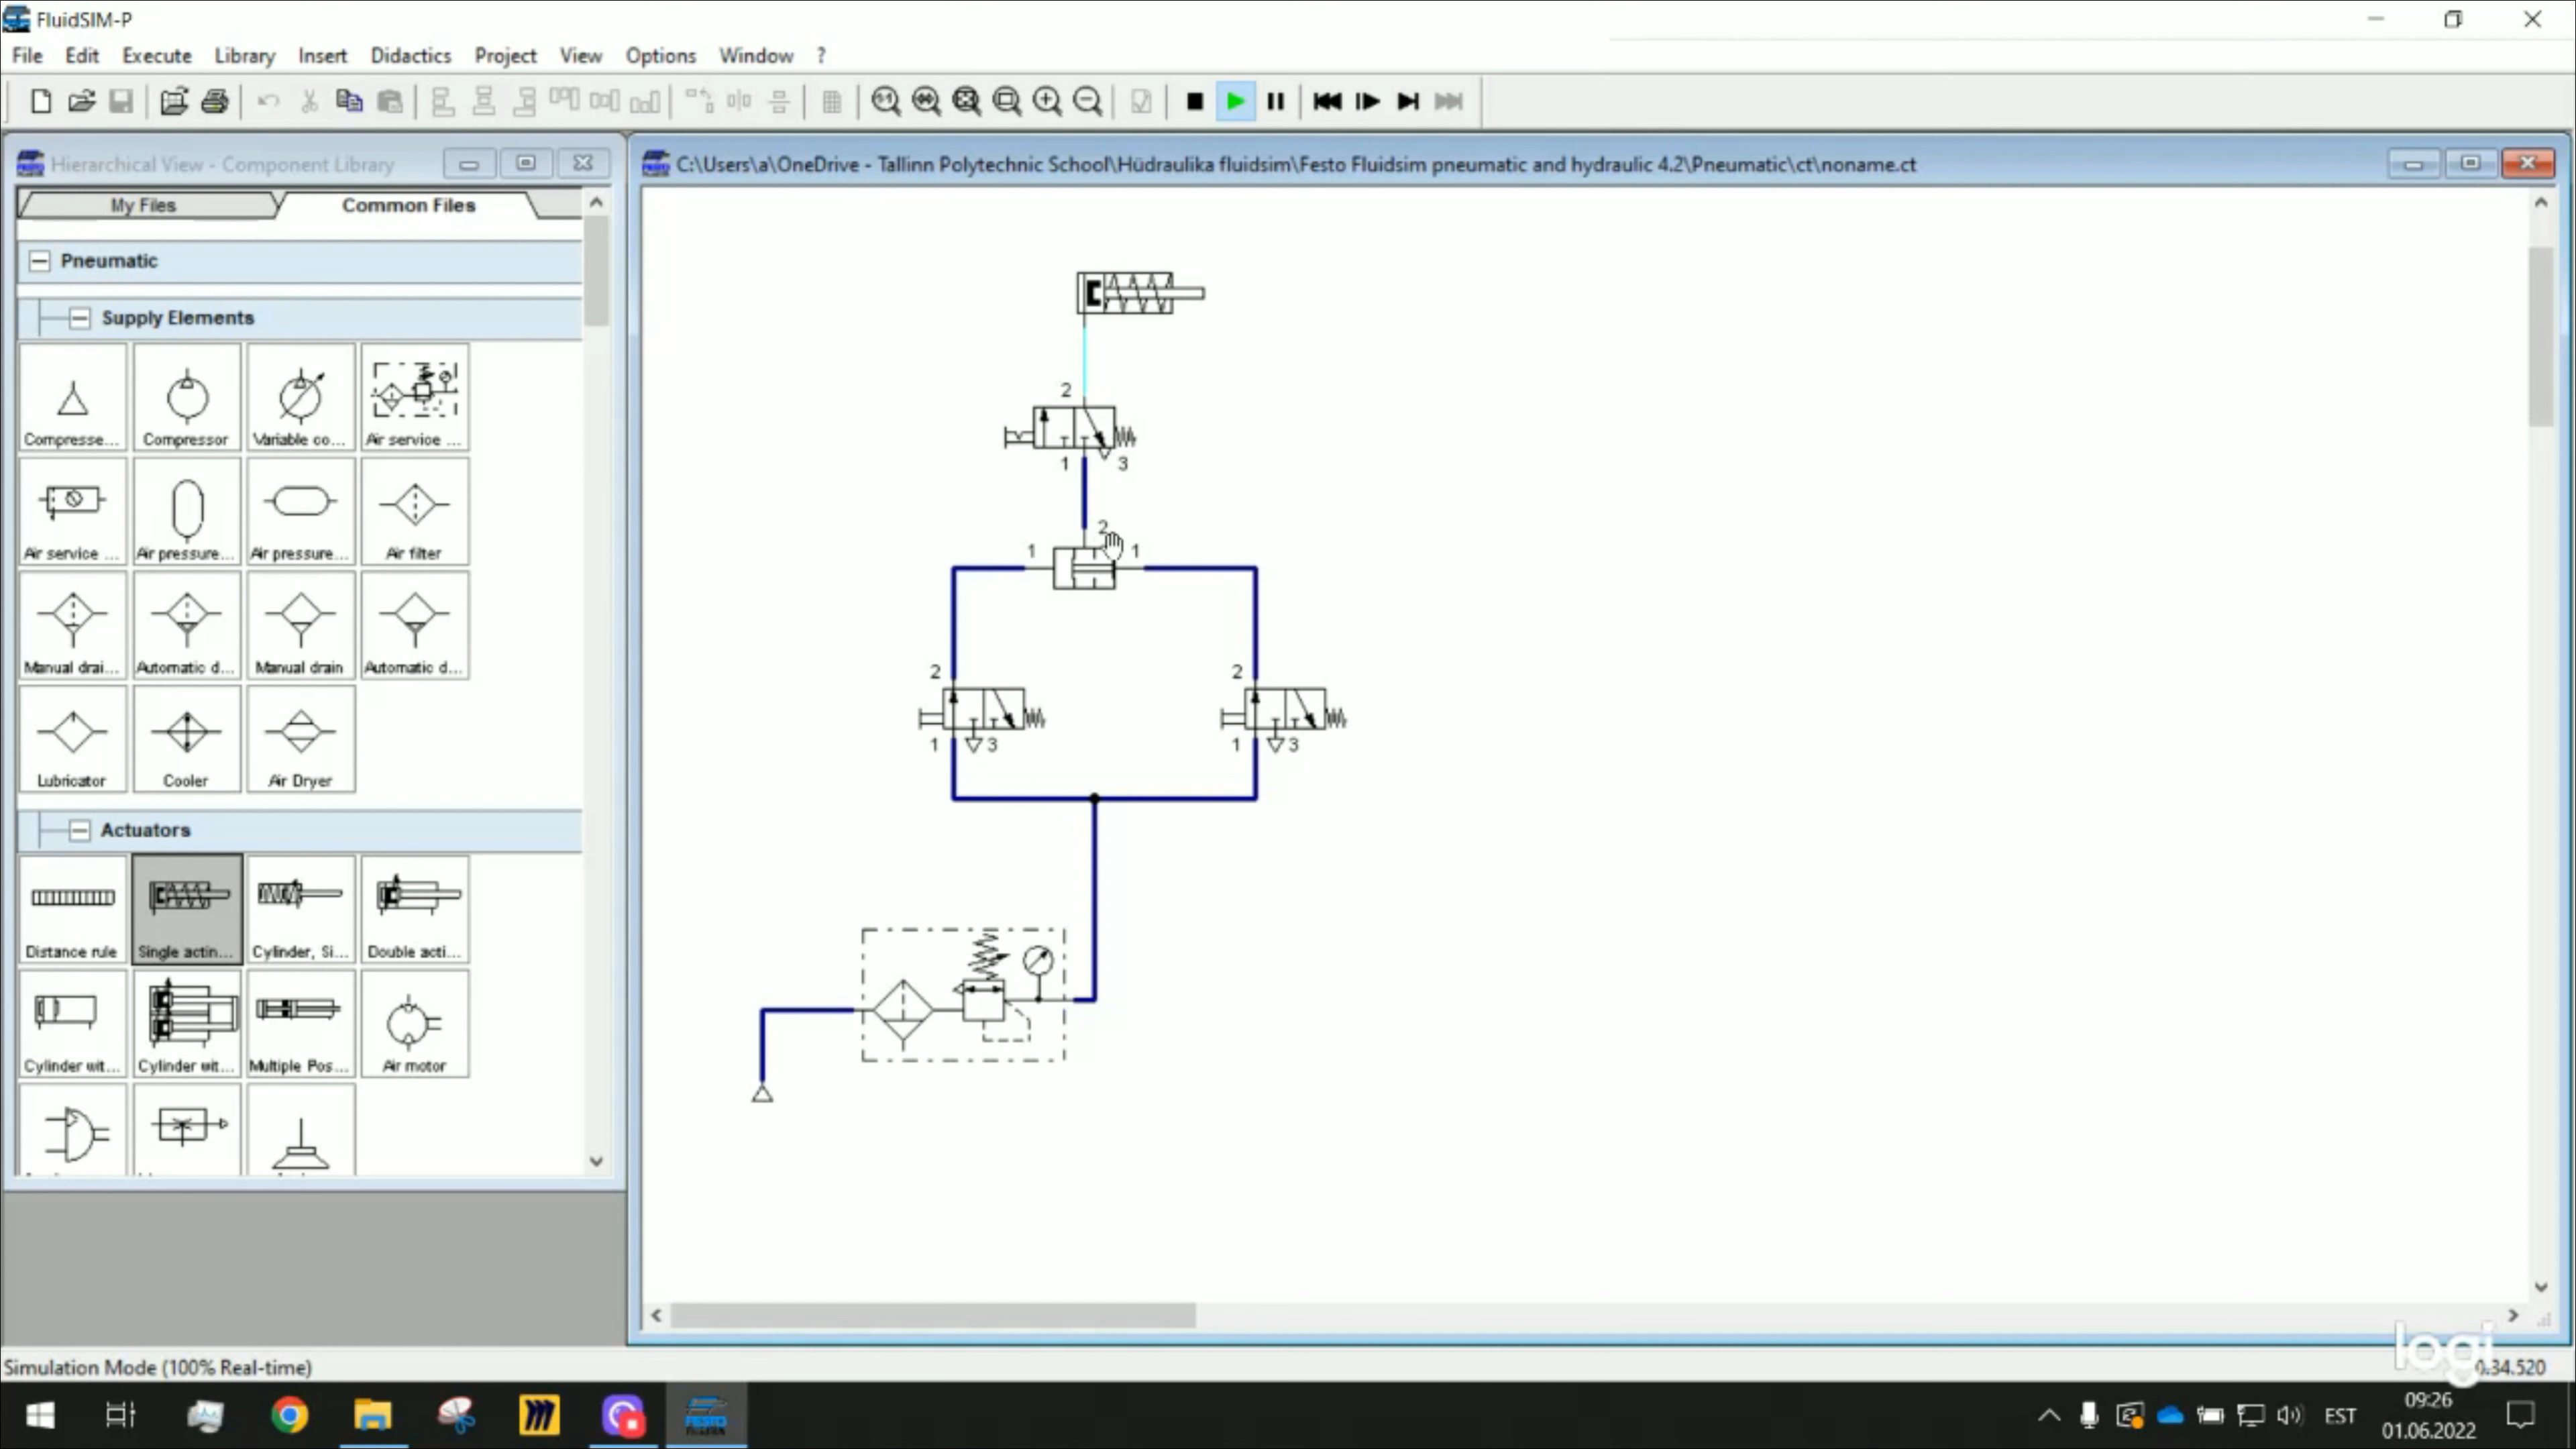 FluidSIM-P
File Edit Execute Library Insert Didactics Project View Options Window ?
Hierarchical View - Component Library
C:\Users\a\OneDrive - Tallinn Polytechnic School\Hüdraulika fluidsim\Festo Fluidsim pneumatic and hydraulic 4.2\Pneumatic\ct\noname.ct
My Files Common Files
Pneumatic
Supply Elements
Compresse... Compressor Variable co... Air service ...
Air service ... Air pressure... Air pressure... Air filter
Manual drai... Automatic d... Manual drain Automatic d...
Lubricator Cooler Air Dryer
Actuators
Distance rule Single actin... Cylinder, Si... Double acti...
Cylinder wit... Cylinder wit... Multiple Pos... Air motor
2
1 3
2
1 1
2 2
1 3 1 3
logi
Simulation Mode (100% Real-time)
34.520
FESTO
EST
09:26
01.06.2022